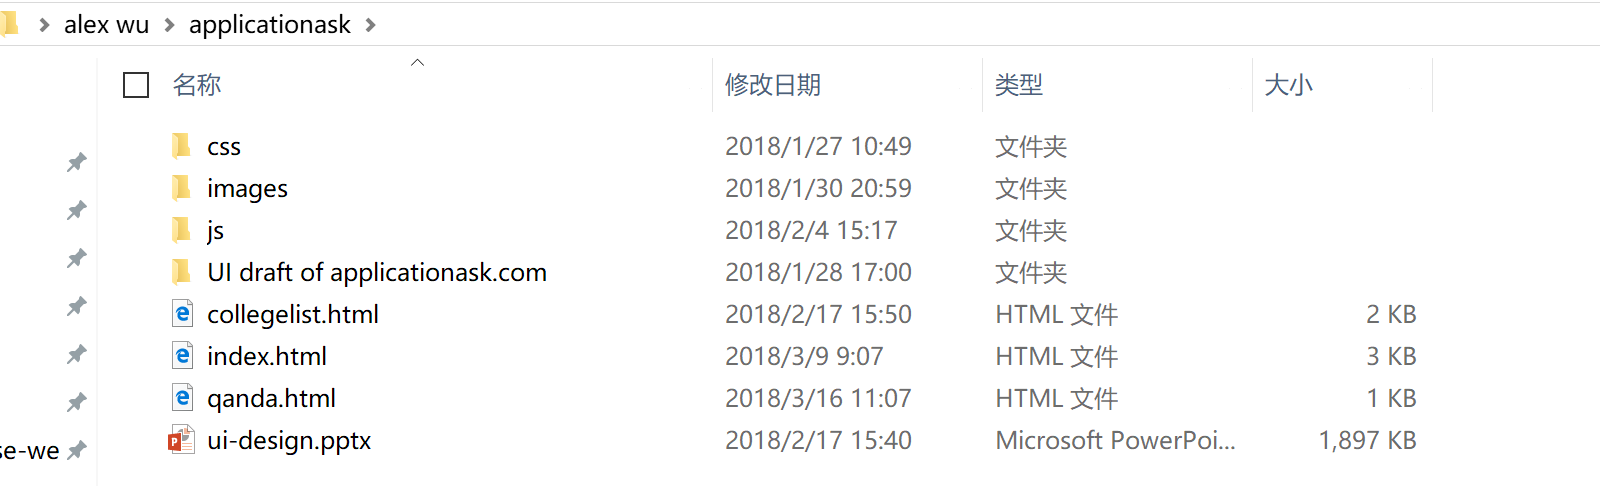 alex wu applicationask
名称 修改日期 类型 大小
css 2018/1/27 10:49 文件夹
images 2018/1/30 20:59 文件夹
js 2018/2/4 15:17 文件夹
UI draft of applicationask.com 2018/1/28 17:00 文件夹
collegelist.html 2018/2/17 15:50 HTML 文件 2 KB
index.html 2018/3/9 9:07 HTML 文件 3 KB
qanda.html 2018/3/16 11:07 HTML 文件 1 KB
ui-design.pptx 2018/2/17 15:40 Microsoft PowerPoi... 1,897 KB
se-we